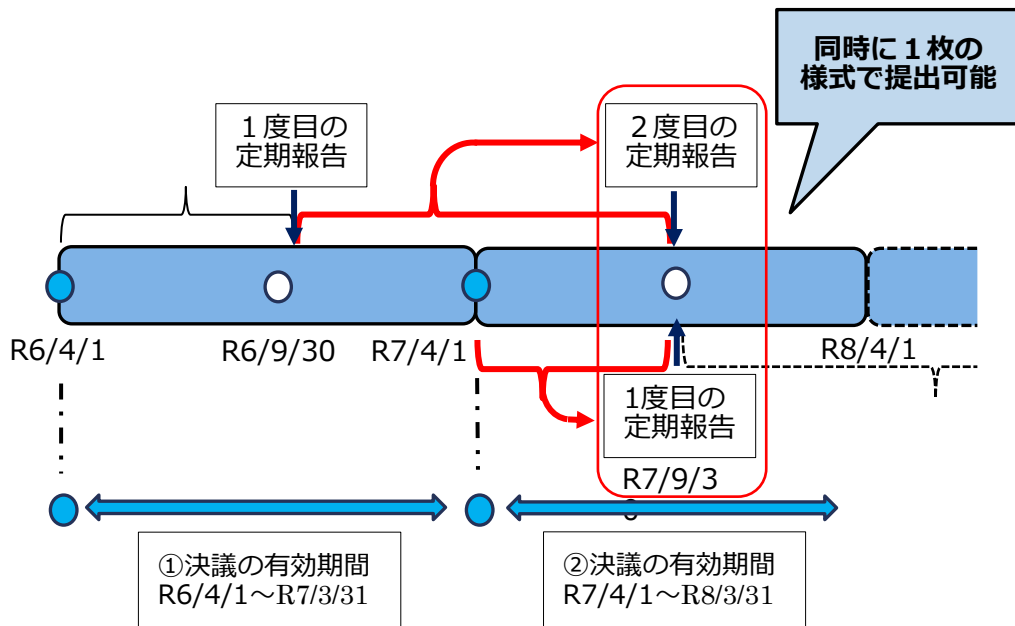 同時に１枚の
様式で提出可能
１度目の
定期報告
２度目の
定期報告
R6/4/1
R6/9/30
R7/4/1
R8/4/1
1度目の
定期報告
R7/9/3
0
①決議の有効期間
R6/4/1～R7/3/31
②決議の有効期間
R7/4/1～R8/3/31